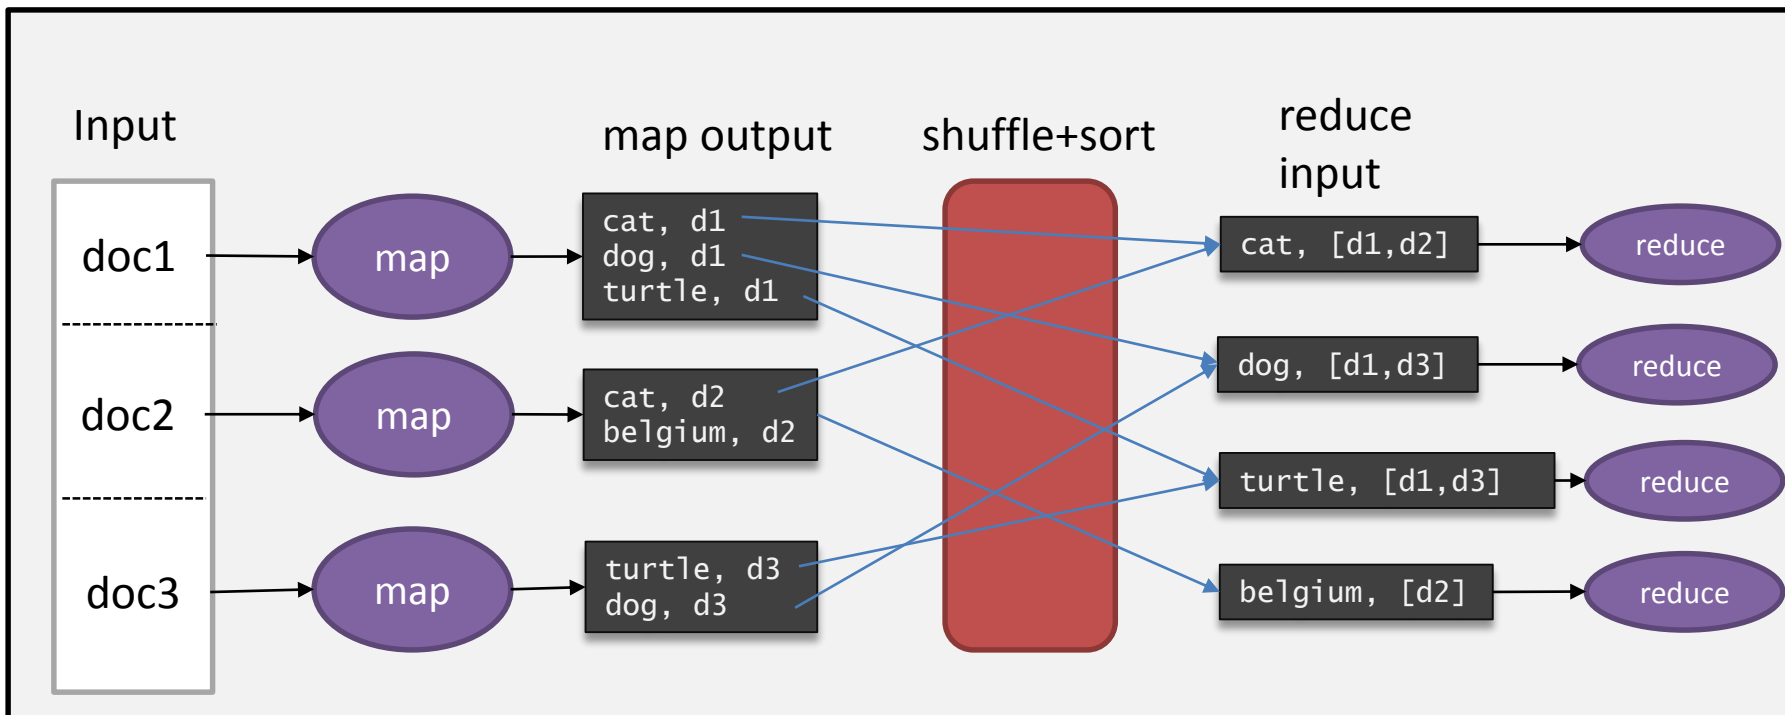 Input
map output
shuffle+sort
reduce
input
doc1
map
cat, d1
dog, d1
turtle, d1
cat, [d1,d2]
reduce
dog, [d1,d3]
reduce
doc2
map
cat, d2
belgium, d2
turtle, [d1,d3]
reduce
doc3
map
turtle, d3
dog, d3
belgium, [d2]
reduce